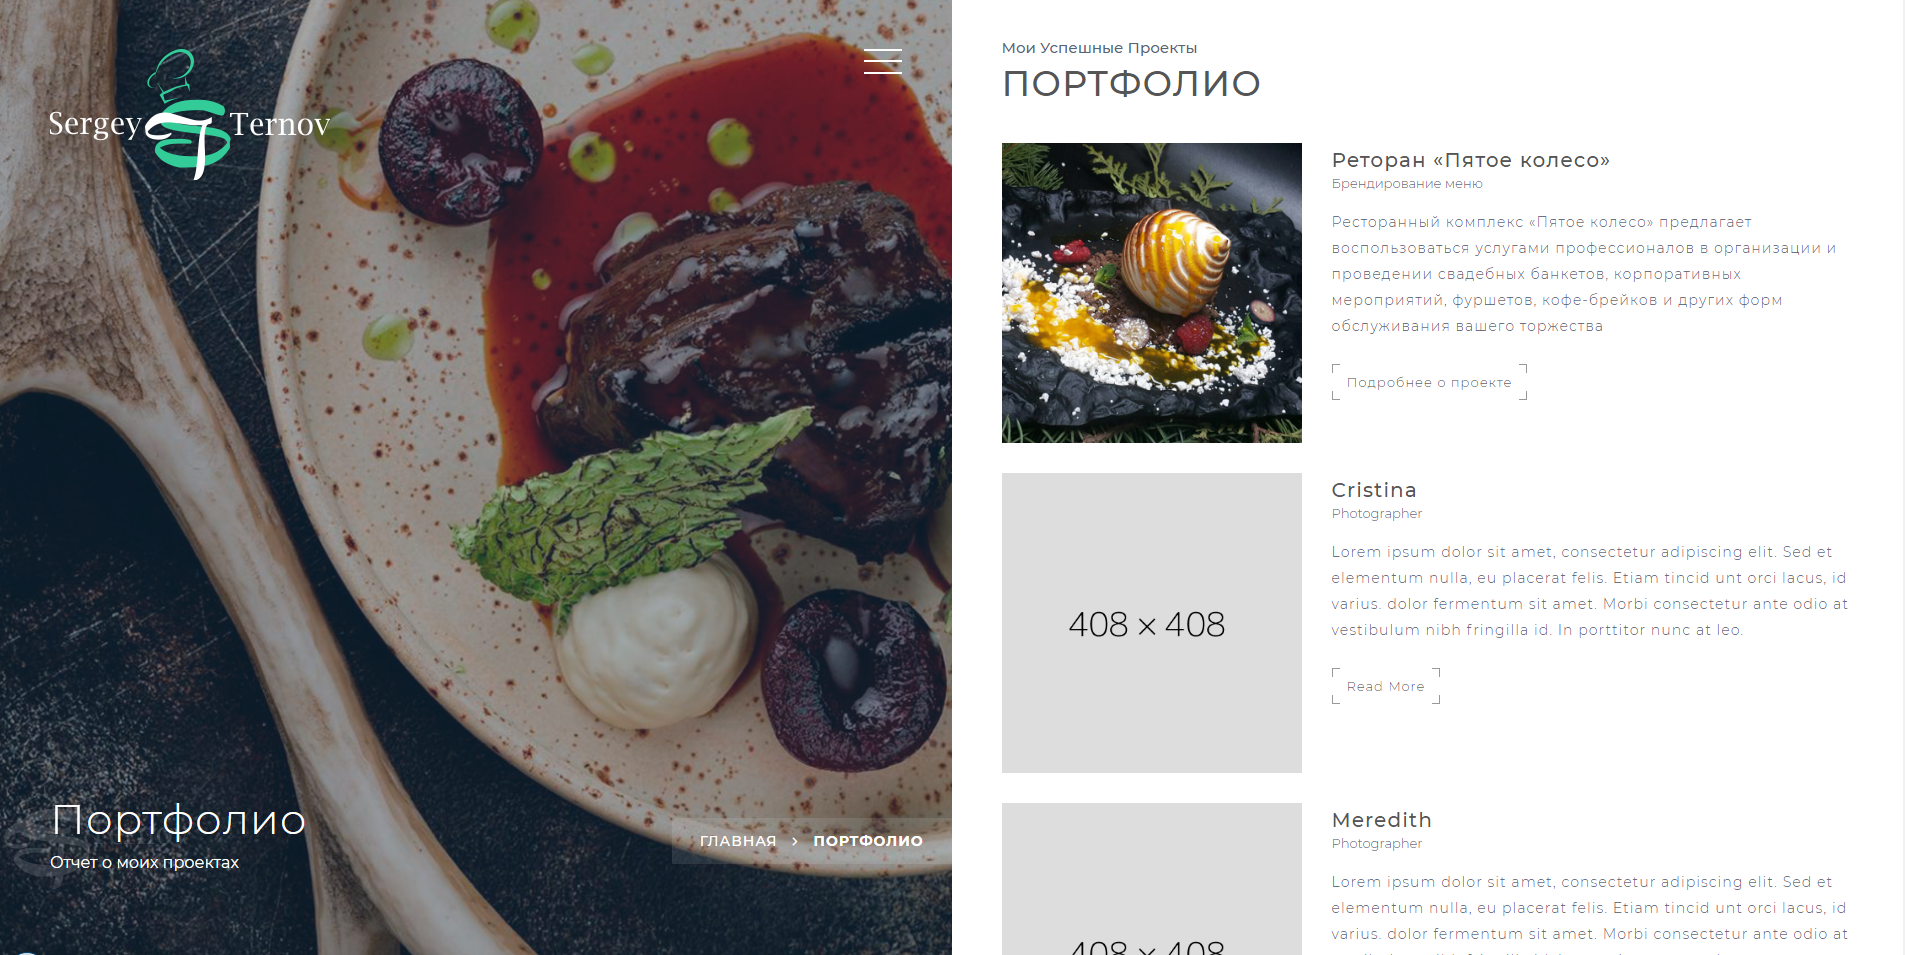 Sergey Ternov
Портфолио
Отчет о моих проектах
ГЛАВНАЯ > ПОРТФОЛИО
Мои Успешные Проекты
ПОРТФОЛИО
Реторан «Пятое колесо»
Брендирование меню
Ресторанный комплекс «Пятое колесо» предлагает
воспользоваться услугами профессионалов в организации и
проведении свадебных банкетов, корпоративных
мероприятий, фуршетов, кофе-брейков и других форм
обслуживания вашего торжества
Подробнее о проекте
408 × 408
Cristina
Photographer
Lorem ipsum dolor sit amet, consectetur adipiscing elit. Sed et
elementum nulla, eu placerat felis. Etiam tincid unt orci lacus, id
varius. dolor fermentum sit amet. Morbi consectetur ante odio at
vestibulum nibh fringilla id. In porttitor nunc at leo.
Read More
408 × 408
Meredith
Photographer
Lorem ipsum dolor sit amet, consectetur adipiscing elit. Sed et
elementum nulla, eu placerat felis. Etiam tincid unt orci lacus, id
varius. dolor fermentum sit amet. Morbi consectetur ante odio at